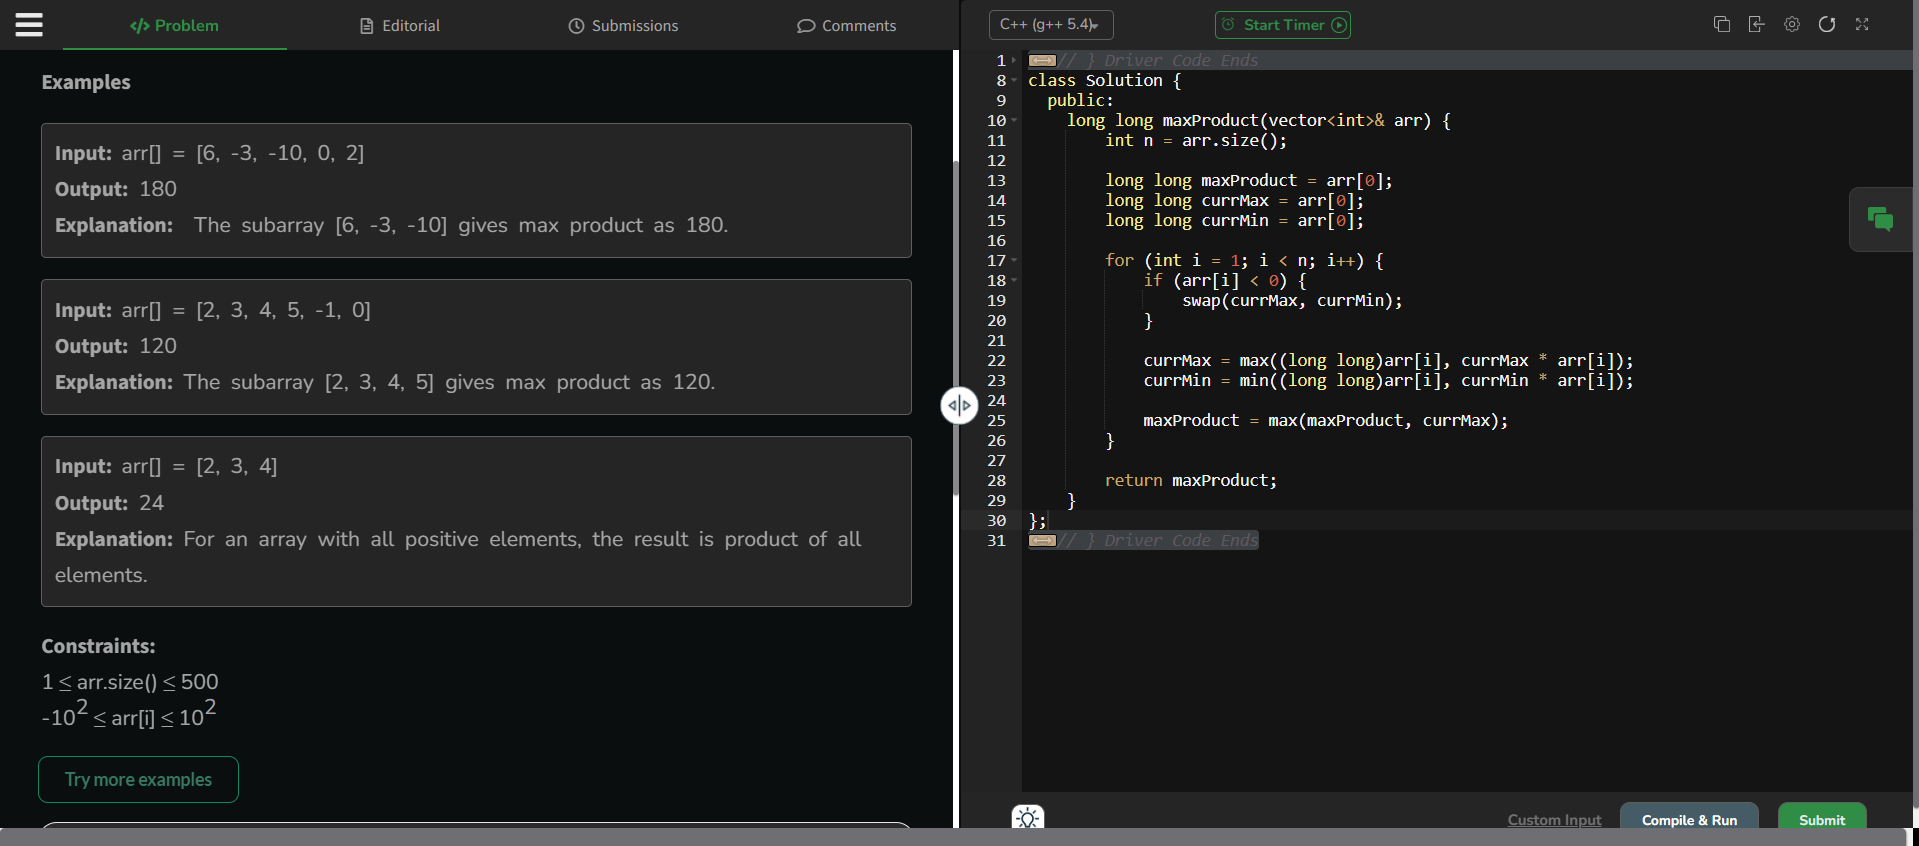 </> Problem
Editorial
Submissions
Comments
Examples
Input: arr[] = [6, -3, -10, 0, 2]
Output: 180
Explanation: The subarray [6, -3, -10] gives max product as 180.
Input: arr[] = [2, 3, 4, 5, -1, 0]
Output: 120
Explanation: The subarray [2, 3, 4, 5] gives max product as 120.
Input: arr[] = [2, 3, 4]
Output: 24
Explanation: For an array with all positive elements, the result is product of all
elements.
Constraints:
1 ≤ arr.size() ≤ 500
-10² ≤ arr[i] ≤ 10²
Try more examples
C++ (g++ 5.4)
Start Timer
1 // } Driver Code Ends
8 class Solution {
9   public:
10     long long maxProduct(vector<int>& arr) {
11         int n = arr.size();
12
13         long long maxProduct = arr[0];
14         long long currMax = arr[0];
15         long long currMin = arr[0];
16
17         for (int i = 1; i < n; i++) {
18             if (arr[i] < 0) {
19                 swap(currMax, currMin);
20             }
21
22             currMax = max((long long)arr[i], currMax * arr[i]);
23             currMin = min((long long)arr[i], currMin * arr[i]);
24
25             maxProduct = max(maxProduct, currMax);
26         }
27
28         return maxProduct;
29     }
30 };
31 // } Driver Code Ends
Custom Input
Compile & Run
Submit